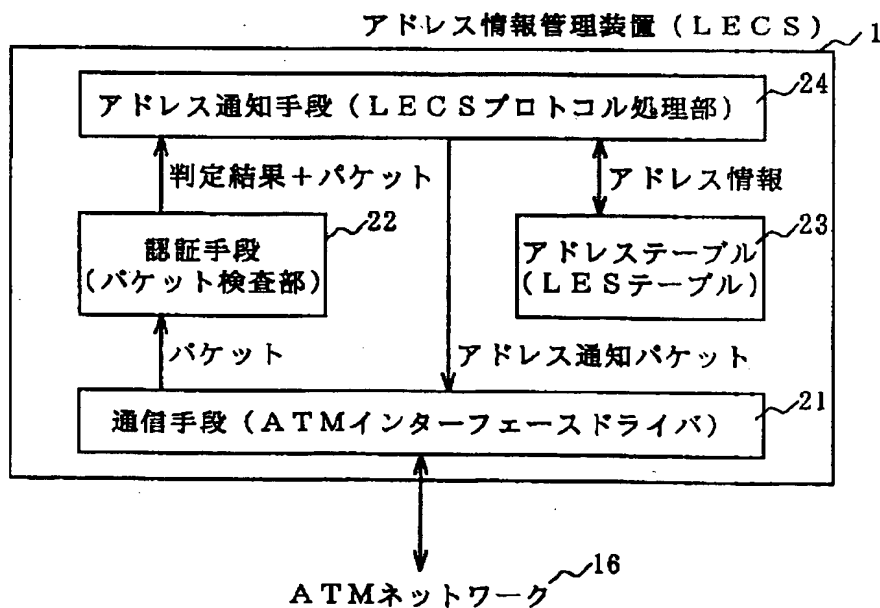 アドレス情報管理装置（ＬＥＣＳ）
1
アドレス通知手段（ＬＥＣＳプロトコル処理部）
24
判定結果＋パケット
アドレス情報
22
認証手段
（パケット検査部）
23
アドレステーブル
（ＬＥＳテーブル）
パケット
アドレス通知パケット
通信手段（ＡＴＭインターフェースドライバ）
21
ＡＴＭネットワーク
16